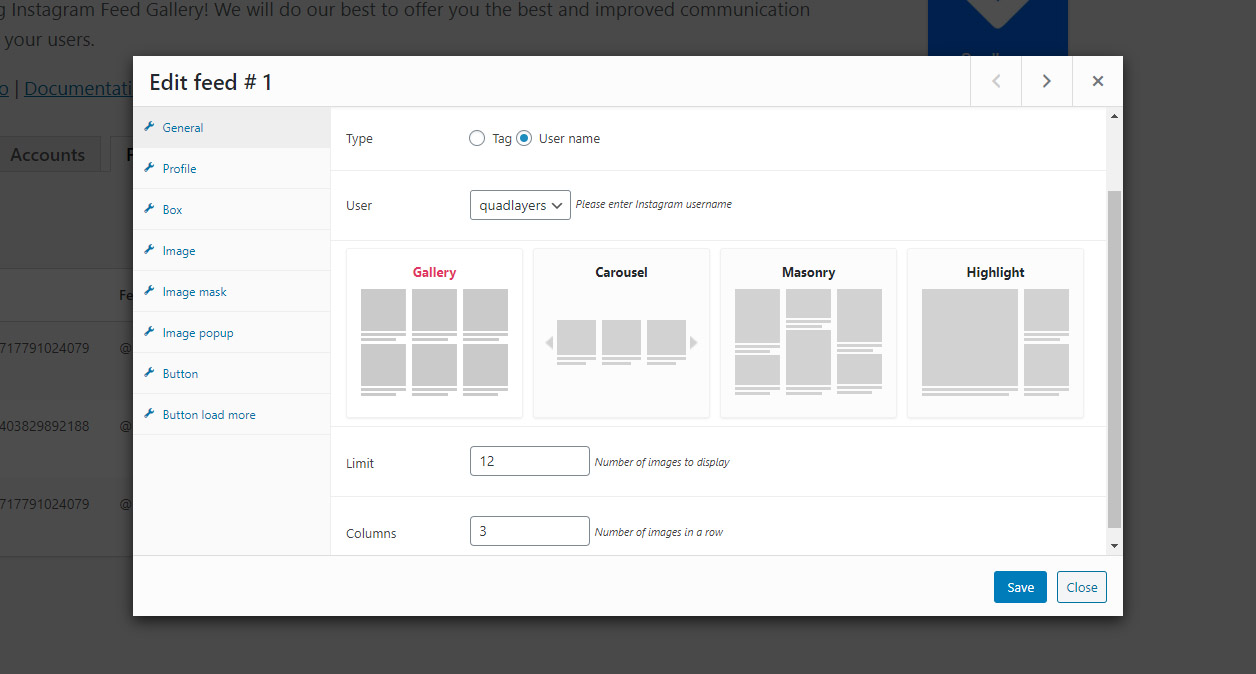 g Instagram Feed Gallery! We will do our best to offer you the best and improved communication
your users.
o | Documentati
Accounts
Fe
717791024079 @
403829892188 @
717791024079 @
Edit feed # 1
General
Profile
Box
Image
Image mask
Image popup
Button
Button load more
Type Tag User name
User quadlayers Please enter Instagram username
Gallery Carousel Masonry Highlight
Limit 12 Number of images to display
Columns 3 Number of images in a row
Save Close